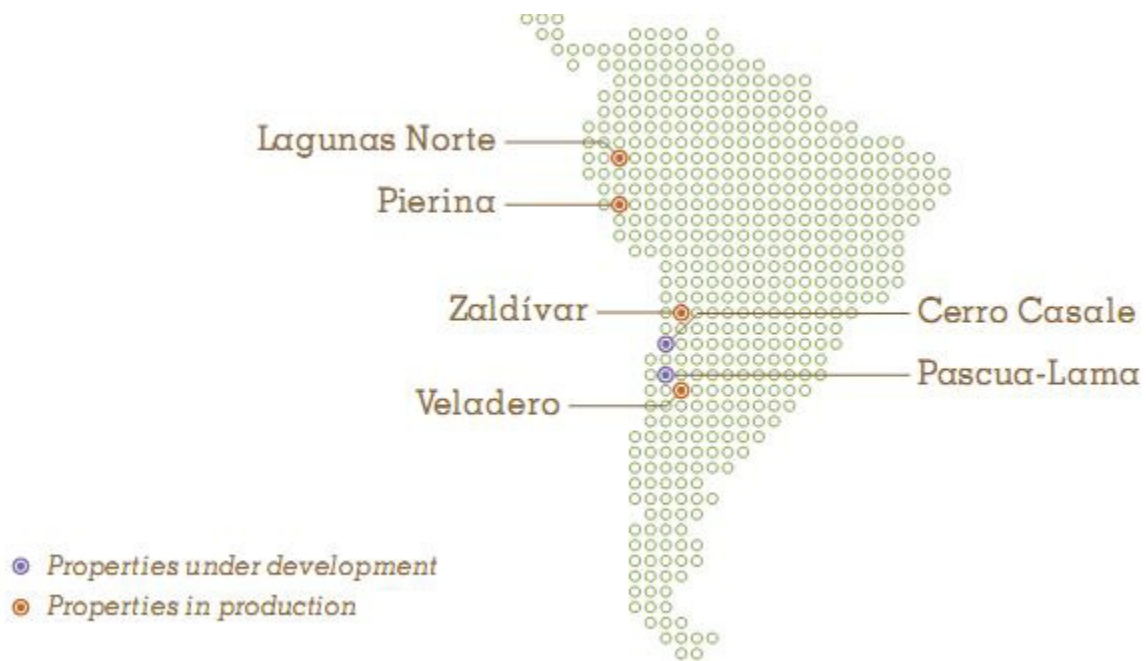 Lagunas Norte
Pierina
Zaldívar
Cerro Casale
Pascua-Lama
Veladero
Properties under development
Properties in production